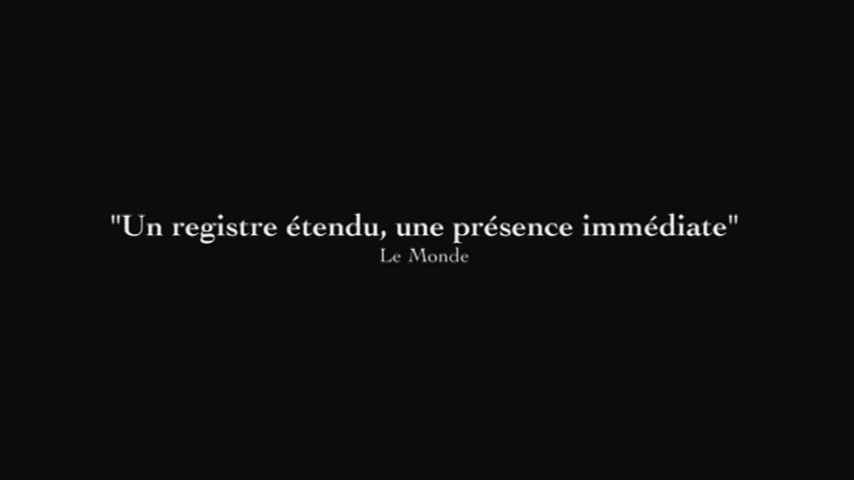 "Un registre étendu, une présence immédiate"
Le Monde